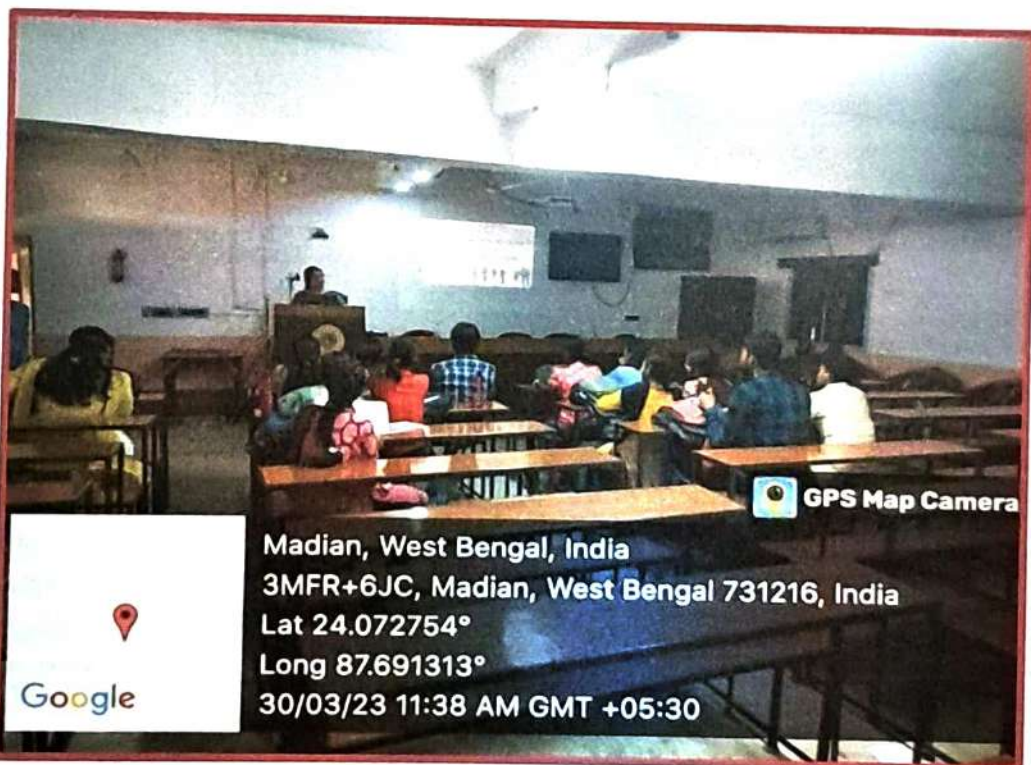 GPS Map Camera
Madian, West Bengal, India
3MFR+6JC, Madian, West Bengal 731216, India
Lat 24.072754°
Long 87.691313°
30/03/23 11:38 AM GMT +05:30
Google